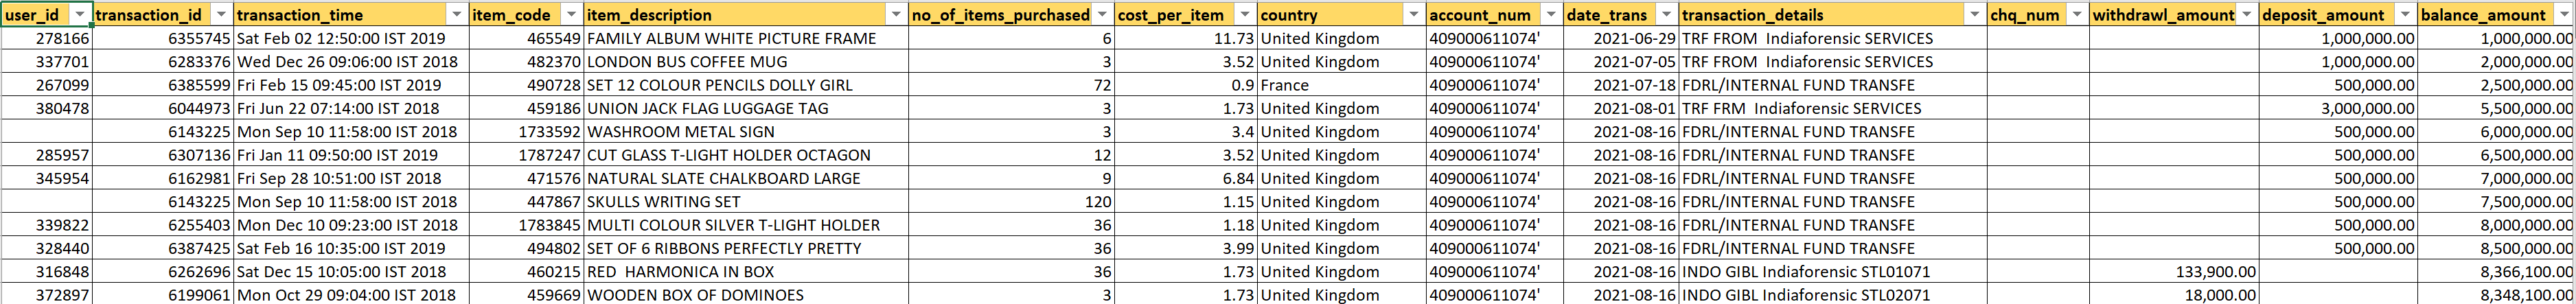 user_id transaction_id transaction_time item_code item_description no_of_items_purchased cost_per_item country account_num date_trans transaction_details chq_num withdrawl_amount deposit_amount balance_amount
278166 6355745 Sat Feb 02 12:50:00 IST 2019 465549 FAMILY ALBUM WHITE PICTURE FRAME 6 11.73 United Kingdom 409000611074' 2021-06-29 TRF FROM  Indiaforensic SERVICES 1,000,000.00 1,000,000.00
337701 6283376 Wed Dec 26 09:06:00 IST 2018 482370 LONDON BUS COFFEE MUG 3 3.52 United Kingdom 409000611074' 2021-07-05 TRF FROM  Indiaforensic SERVICES 1,000,000.00 2,000,000.00
267099 6385599 Fri Feb 15 09:45:00 IST 2019 490728 SET 12 COLOUR PENCILS DOLLY GIRL 72 0.9 France 409000611074' 2021-07-18 FDRL/INTERNAL FUND TRANSFE 500,000.00 2,500,000.00
380478 6044973 Fri Jun 22 07:14:00 IST 2018 459186 UNION JACK FLAG LUGGAGE TAG 3 1.73 United Kingdom 409000611074' 2021-08-01 TRF FRM  Indiaforensic SERVICES 3,000,000.00 5,500,000.00
6143225 Mon Sep 10 11:58:00 IST 2018 1733592 WASHROOM METAL SIGN 3 3.4 United Kingdom 409000611074' 2021-08-16 FDRL/INTERNAL FUND TRANSFE 500,000.00 6,000,000.00
285957 6307136 Fri Jan 11 09:50:00 IST 2019 1787247 CUT GLASS T-LIGHT HOLDER OCTAGON 12 3.52 United Kingdom 409000611074' 2021-08-16 FDRL/INTERNAL FUND TRANSFE 500,000.00 6,500,000.00
345954 6162981 Fri Sep 28 10:51:00 IST 2018 471576 NATURAL SLATE CHALKBOARD LARGE 9 6.84 United Kingdom 409000611074' 2021-08-16 FDRL/INTERNAL FUND TRANSFE 500,000.00 7,000,000.00
6143225 Mon Sep 10 11:58:00 IST 2018 447867 SKULLS WRITING SET 120 1.15 United Kingdom 409000611074' 2021-08-16 FDRL/INTERNAL FUND TRANSFE 500,000.00 7,500,000.00
339822 6255403 Mon Dec 10 09:23:00 IST 2018 1783845 MULTI COLOUR SILVER T-LIGHT HOLDER 36 1.18 United Kingdom 409000611074' 2021-08-16 FDRL/INTERNAL FUND TRANSFE 500,000.00 8,000,000.00
328440 6387425 Sat Feb 16 10:35:00 IST 2019 494802 SET OF 6 RIBBONS PERFECTLY PRETTY 36 3.99 United Kingdom 409000611074' 2021-08-16 FDRL/INTERNAL FUND TRANSFE 500,000.00 8,500,000.00
316848 6262696 Sat Dec 15 10:05:00 IST 2018 460215 RED  HARMONICA IN BOX 36 1.73 United Kingdom 409000611074' 2021-08-16 INDO GIBL Indiaforensic STL01071 133,900.00 8,366,100.00
372897 6199061 Mon Oct 29 09:04:00 IST 2018 459669 WOODEN BOX OF DOMINOES 3 1.73 United Kingdom 409000611074' 2021-08-16 INDO GIBL Indiaforensic STL02071 18,000.00 8,348,100.00